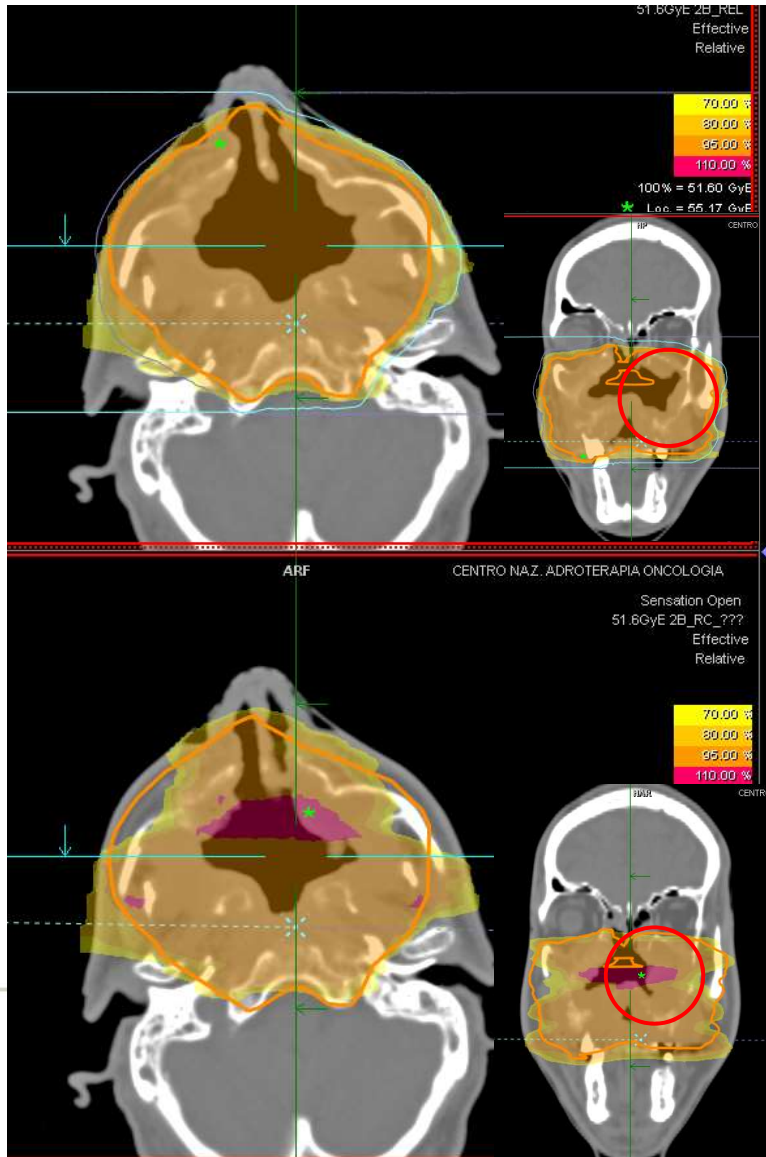 51.6GyE 2B_REL
Effective
Relative
70.00 %
80.00 %
95.00 %
110.00 %
100% = 51.60 GyE
* Loc. = 55.17 GyE
CENTRO
ARF
CENTRO NAZ. ADROTERAPIA ONCOLOGIA
Sensation Open
51.6GyE 2B_RC_???
Effective
Relative
70.00 %
80.00 %
95.00 %
110.00 %
CENTRO